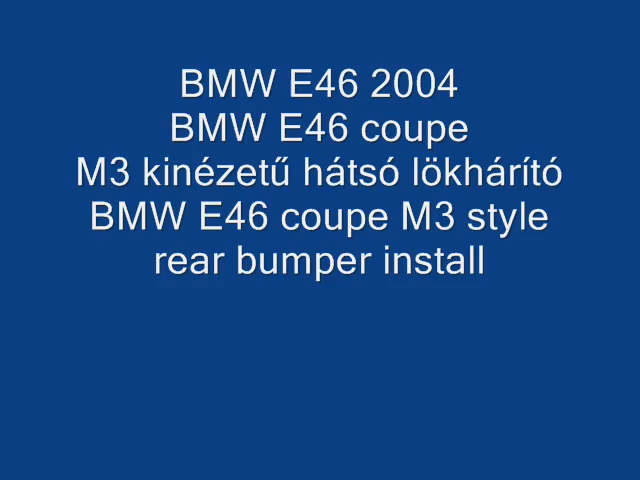 BMW E46 2004
BMW E46 coupe
M3 kinézetű hátsó lökhárító
BMW E46 coupe M3 style
rear bumper install